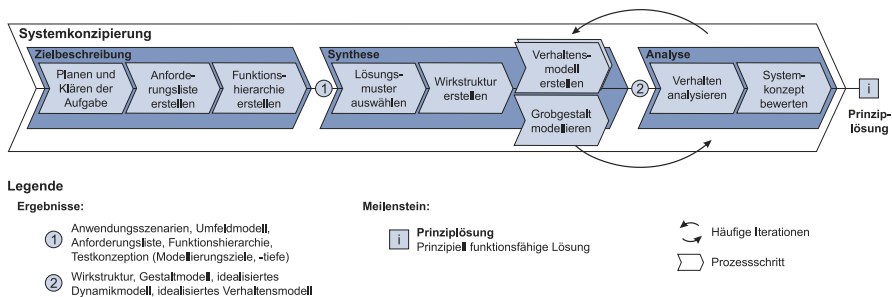 Systemkonzipierung
Zielbeschreibung
Planen und
Klären der
Aufgabe
Anforde-
rungsliste
erstellen
Funktions-
hierarchie
erstellen
1
Synthese
Lösungs-
muster
auswählen
Wirkstruktur
erstellen
Verhaltens-
modell
erstellen
Grobgestalt
modellieren
2
Analyse
Verhalten
analysieren
System-
konzept
bewerten
i
Prinzip-
lösung
Legende
Ergebnisse:
1
Anwendungsszenarien, Umfeldmodell,
Anforderungsliste, Funktionshierarchie,
Testkonzeption (Modellierungsziele, -tiefe)
2
Wirkstruktur, Gestaltmodell, idealisiertes
Dynamikmodell, idealisiertes Verhaltensmodell
Meilenstein:
i
Prinziplösung
Prinzipiell funktionsfähige Lösung
Häufige Iterationen
Prozessschritt